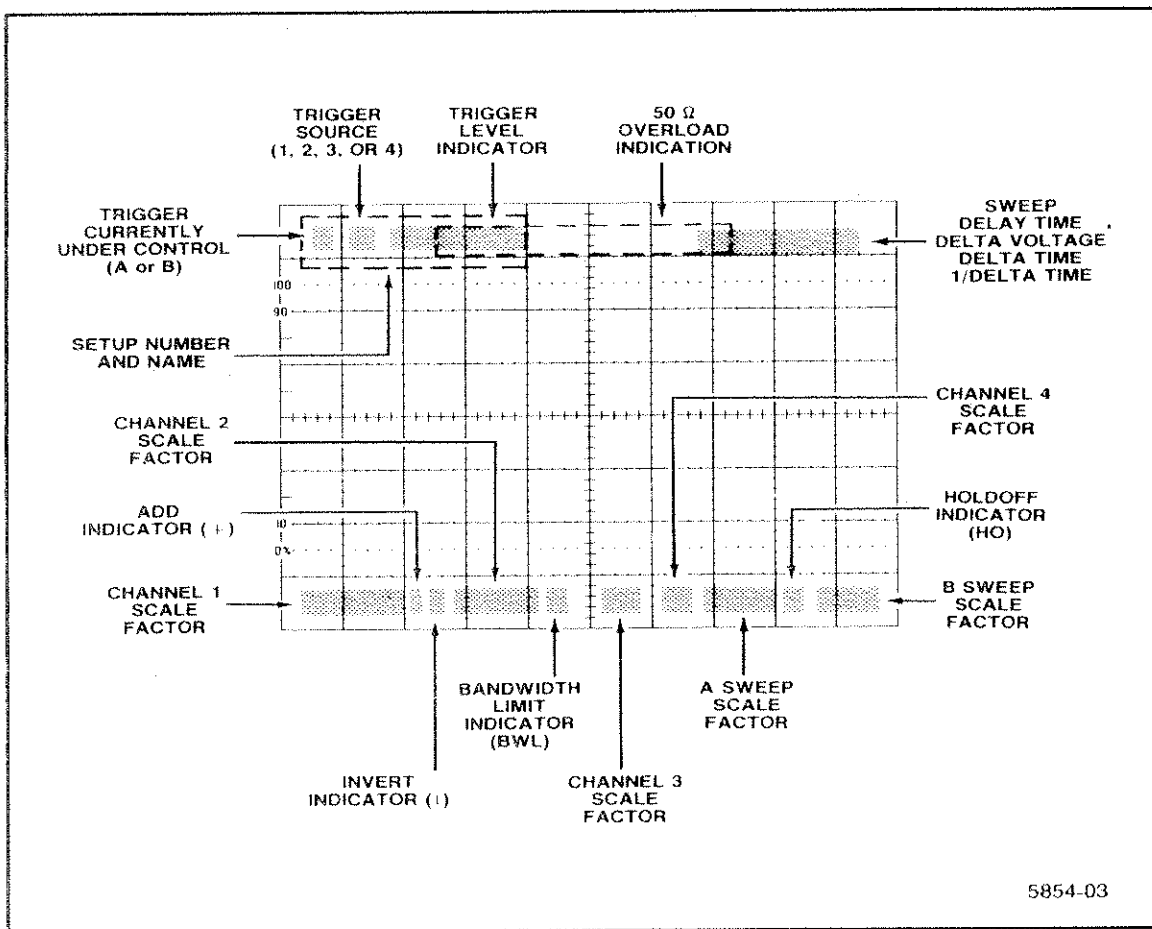 TRIGGER
SOURCE
(1, 2, 3, OR 4)
TRIGGER
LEVEL
INDICATOR
50 Ω
OVERLOAD
INDICATION
TRIGGER
CURRENTLY
UNDER CONTROL
(A or B)
SWEEP
DELAY TIME
DELTA VOLTAGE
DELTA TIME
1/DELTA TIME
100
90
SETUP NUMBER
AND NAME
CHANNEL 2
SCALE
FACTOR
CHANNEL 4
SCALE
FACTOR
ADD
INDICATOR (+)
HOLDOFF
INDICATOR
(HO)
10
0%
CHANNEL 1
SCALE
FACTOR
B SWEEP
SCALE
FACTOR
BANDWIDTH
LIMIT
INDICATOR
(BWL)
A SWEEP
SCALE
FACTOR
INVERT
INDICATOR (↓)
CHANNEL 3
SCALE
FACTOR
5854-03